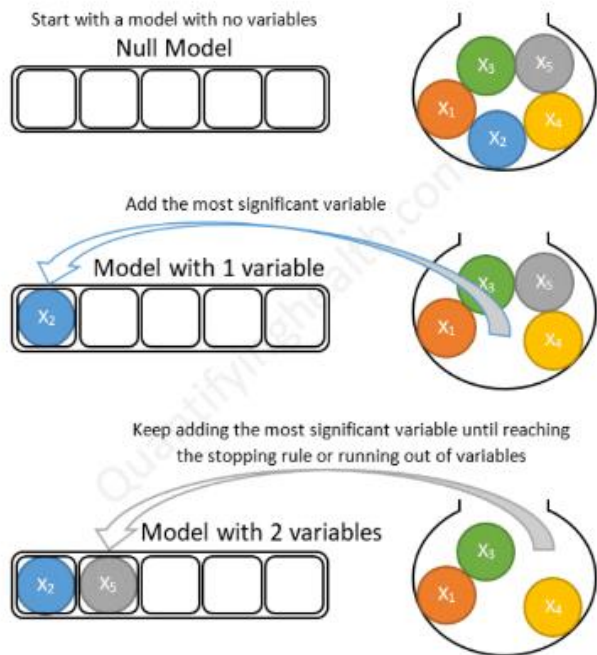 Start with a model with no variables
Null Model
X₃
X₅
X₁
X₄
X₂
Add the most significant variable
Model with 1 variable
X₂
X₃
X₅
X₁
X₄
Keep adding the most significant variable until reaching
the stopping rule or running out of variables
Model with 2 variables
X₂
X₅
X₃
X₁
X₄
Quantifyinghealth.com